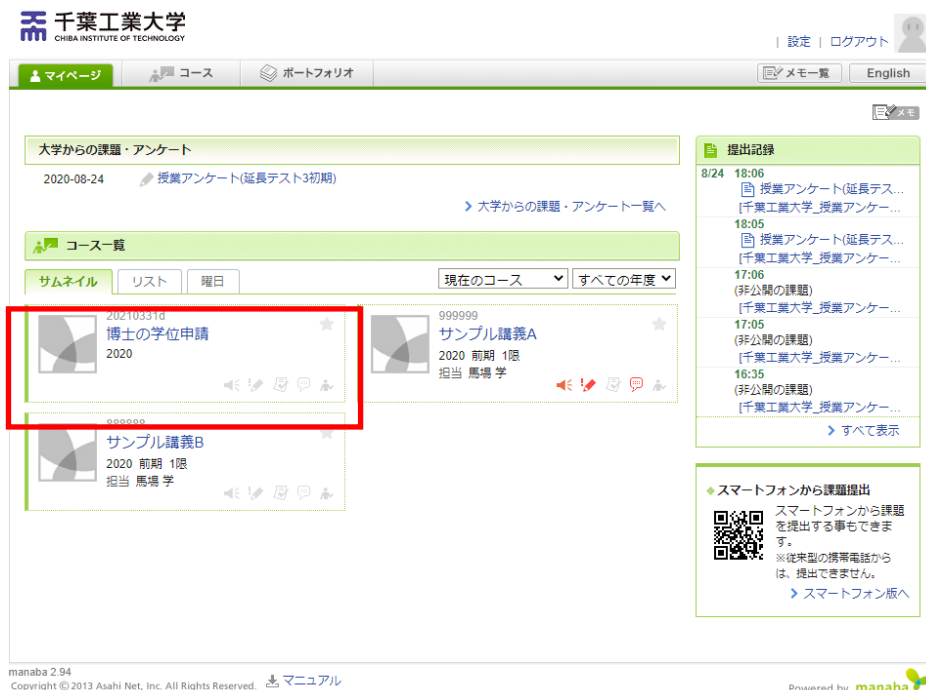 千葉工業大学
CHIBA INSTITUTE OF TECHNOLOGY
| 設定 | ログアウト
マイページ
コース
ポートフォリオ
メモ一覧
English
メモ
大学からの課題・アンケート
2020-08-24 授業アンケート(延長テスト3初期)
大学からの課題・アンケート一覧へ
コース一覧
サムネイル
リスト
曜日
現在のコース
すべての年度
20210331d
博士の学位申請
2020
999999
サンプル講義A
2020 前期 1限
担当 馬場 学
888888
サンプル講義B
2020 前期 1限
担当 馬場 学
提出記録
8/24 18:06
授業アンケート(延長テス...
[千葉工業大学_授業アンケー...
18:05
授業アンケート(延長テス...
[千葉工業大学_授業アンケー...
17:06
(非公開の課題)
[千葉工業大学_授業アンケー...
17:05
(非公開の課題)
[千葉工業大学_授業アンケー...
16:35
(非公開の課題)
[千葉工業大学_授業アンケー...
すべて表示
スマートフォンから課題提出
スマートフォンから課題
を提出する事もできま
す。
※従来型の携帯電話から
は、提出できません。
スマートフォン版へ
manaba 2.94
Copyright © 2013 Asahi Net, Inc. All Rights Reserved.
マニュアル
Powered by manaba